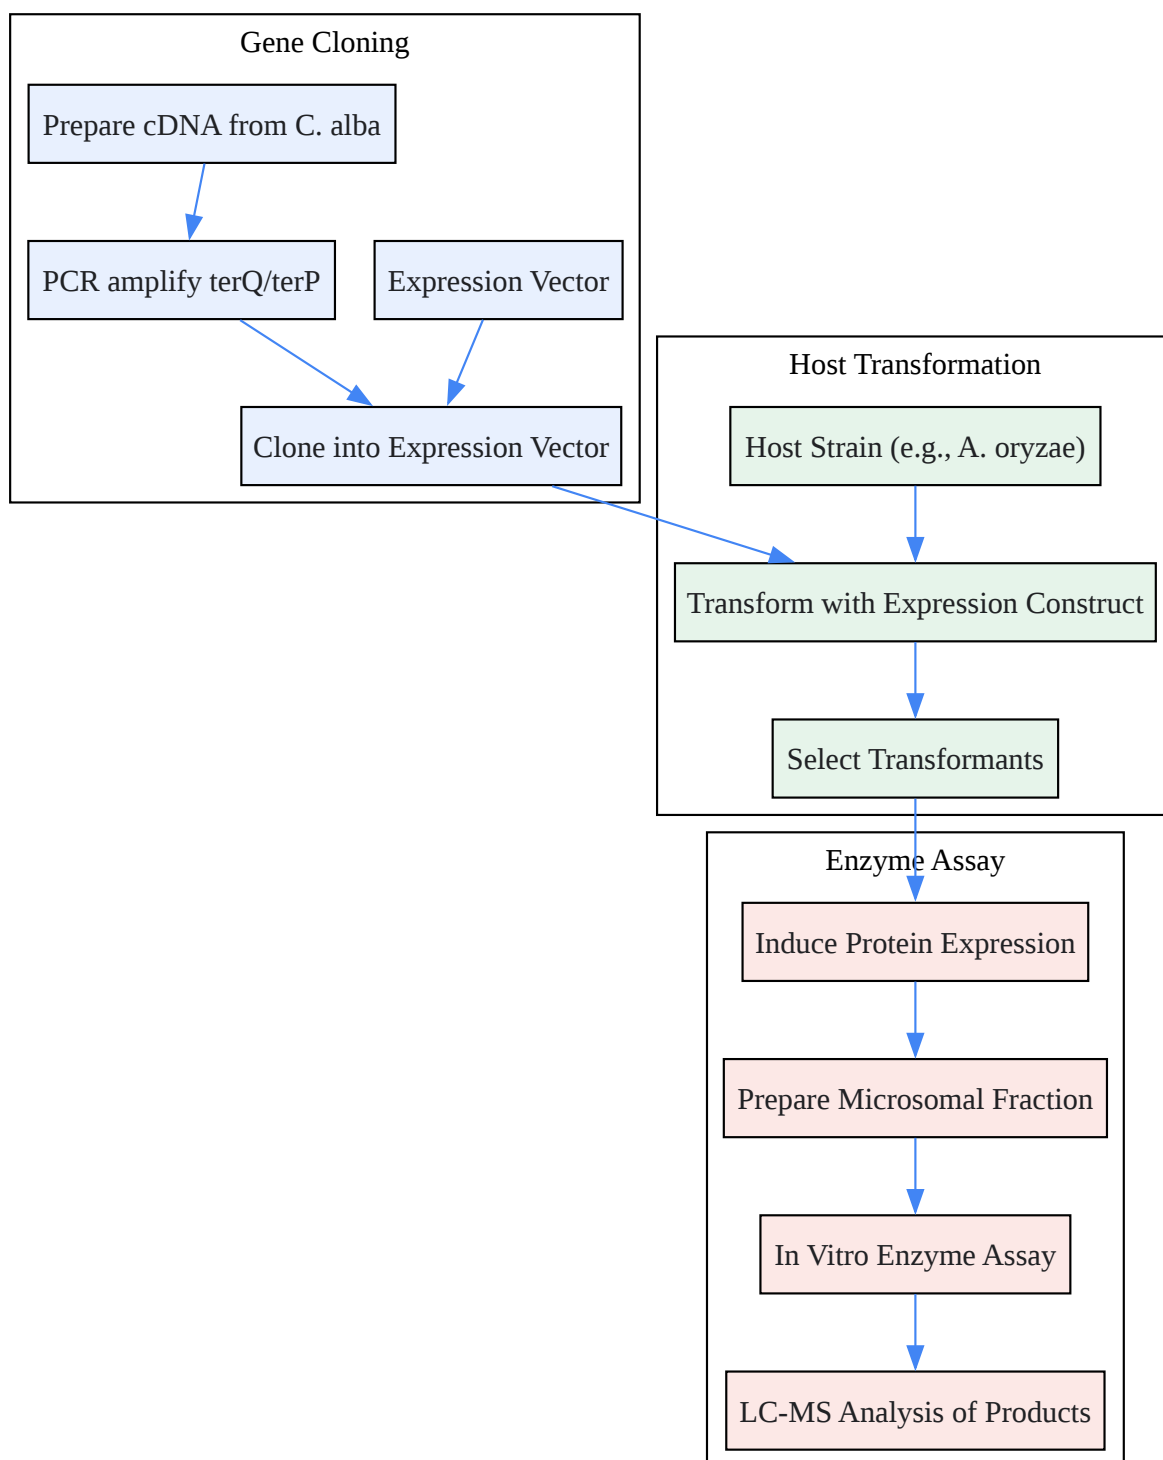 Gene Cloning
Prepare cDNA from C. alba
PCR amplify terQ/terP
Expression Vector
Clone into Expression Vector
Host Transformation
Host Strain (e.g., A. oryzae)
Transform with Expression Construct
Select Transformants
Enzyme Assay
Induce Protein Expression
Prepare Microsomal Fraction
In Vitro Enzyme Assay
LC-MS Analysis of Products